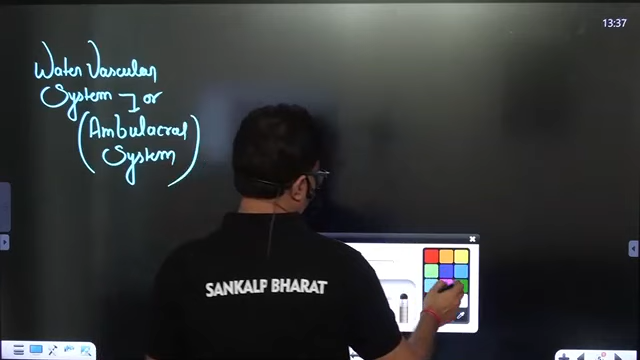 13:37
Water Vascular
System or
(Ambulacral
System)
SANKALP BHARAT